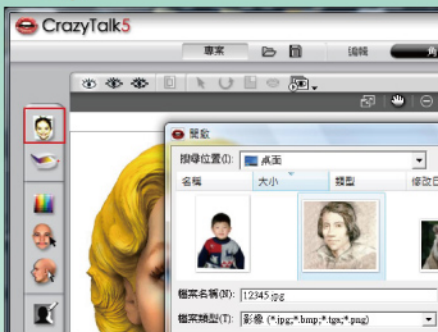 CrazyTalk5
專案 編輯 角
開啟
搜尋位置(I): 桌面
名稱 大小 類型 修改日
檔案名稱(N): 12345.jpg
檔案類型(T): 影像 (*.jpg;*.bmp;*.tga;*.png)